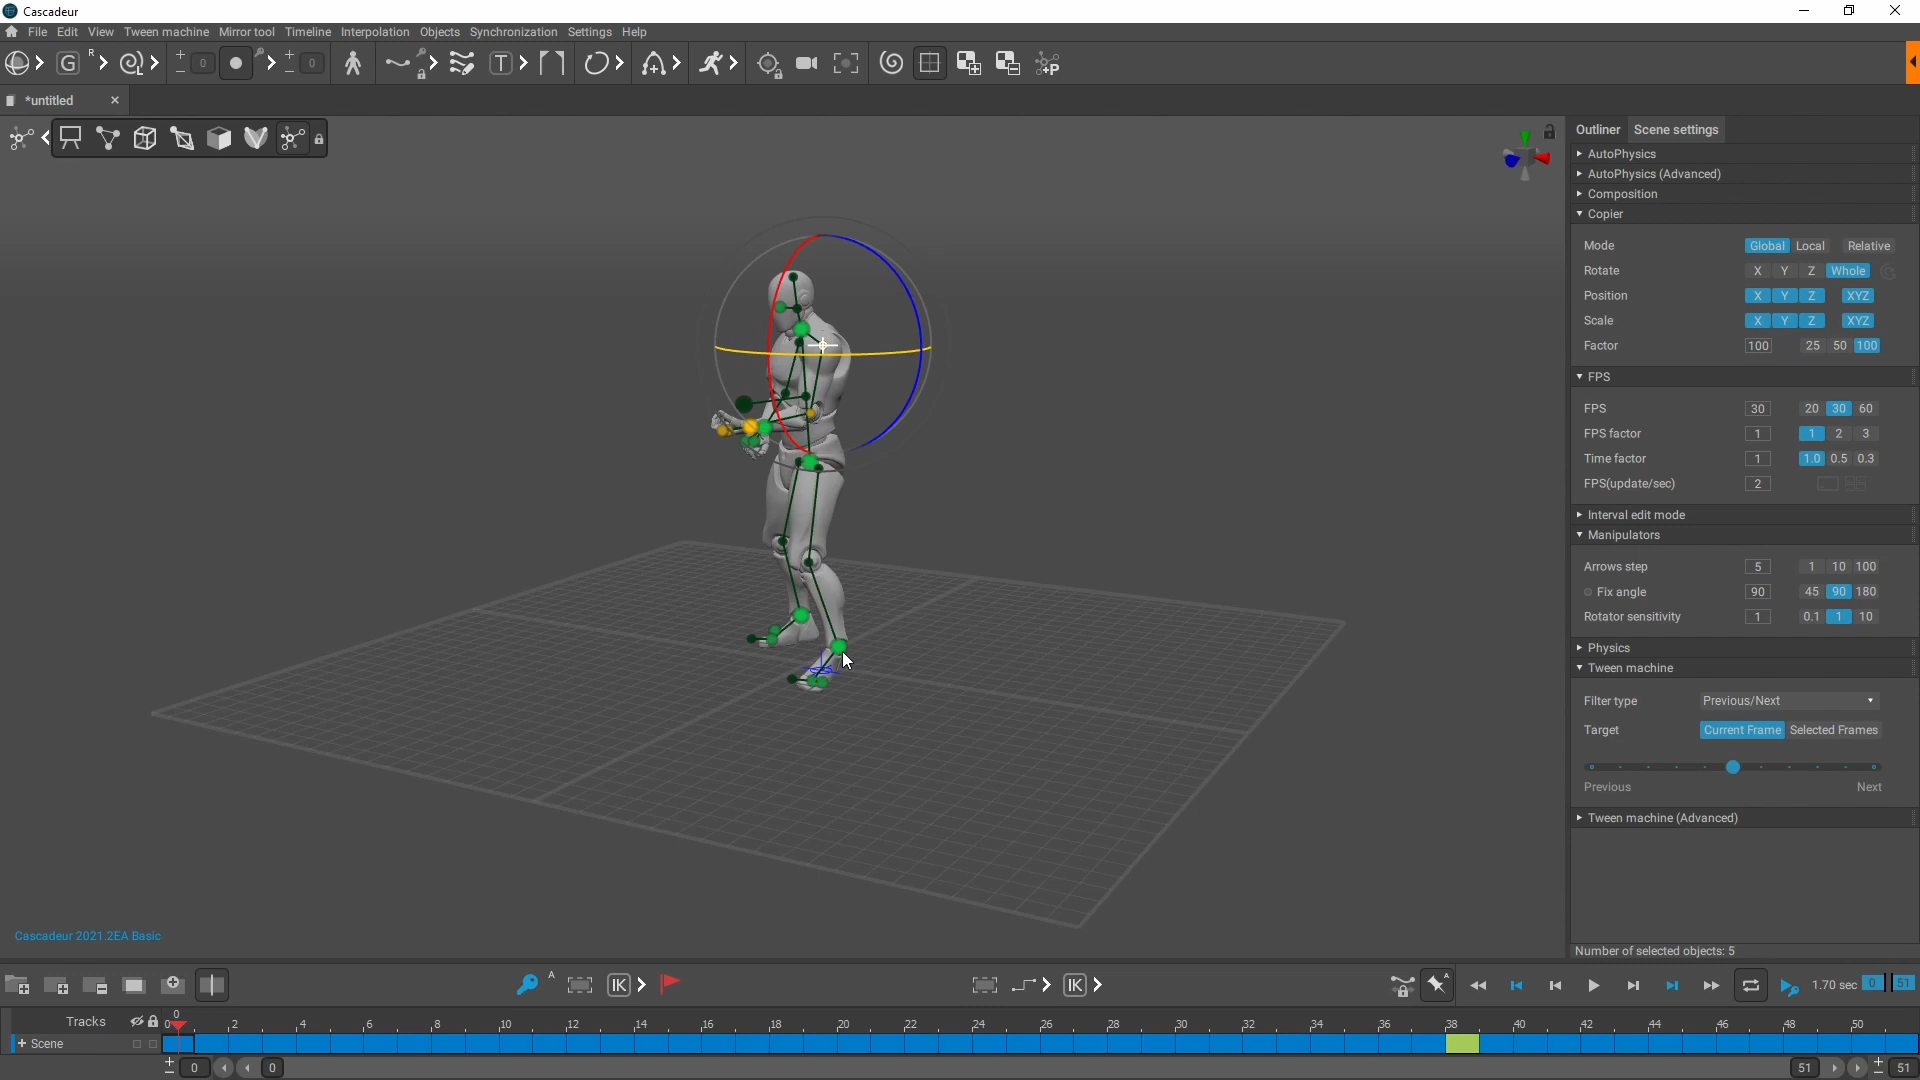 Cascadeur
File Edit View Tween machine Mirror tool Timeline Interpolation Objects Synchronization Settings Help
G R L 0 0 T P
*untitled
Outliner Scene settings
AutoPhysics
AutoPhysics (Advanced)
Composition
Copier
Mode Global Local Relative
Rotate X Y Z Whole
Position X Y Z XYZ
Scale X Y Z XYZ
Factor 100 25 50 100
FPS
FPS 30 20 30 60
FPS factor 1 1 2 3
Time factor 1 1.0 0.5 0.3
FPS(update/sec) 2
Interval edit mode
Manipulators
Arrows step 5 1 10 100
Fix angle 90 45 90 180
Rotator sensitivity 1 0.1 1 10
Physics
Tween machine
Filter type Previous/Next
Target Current Frame Selected Frames
Previous Next
Tween machine (Advanced)
Cascadeur 2021.2EA Basic
Number of selected objects: 5
A IK IK A 1.70 sec 0 51
Tracks 0 0 2 4 6 8 10 12 14 16 18 20 22 24 26 28 30 32 34 36 38 40 42 44 46 48 50
+ Scene
0 0 51 51